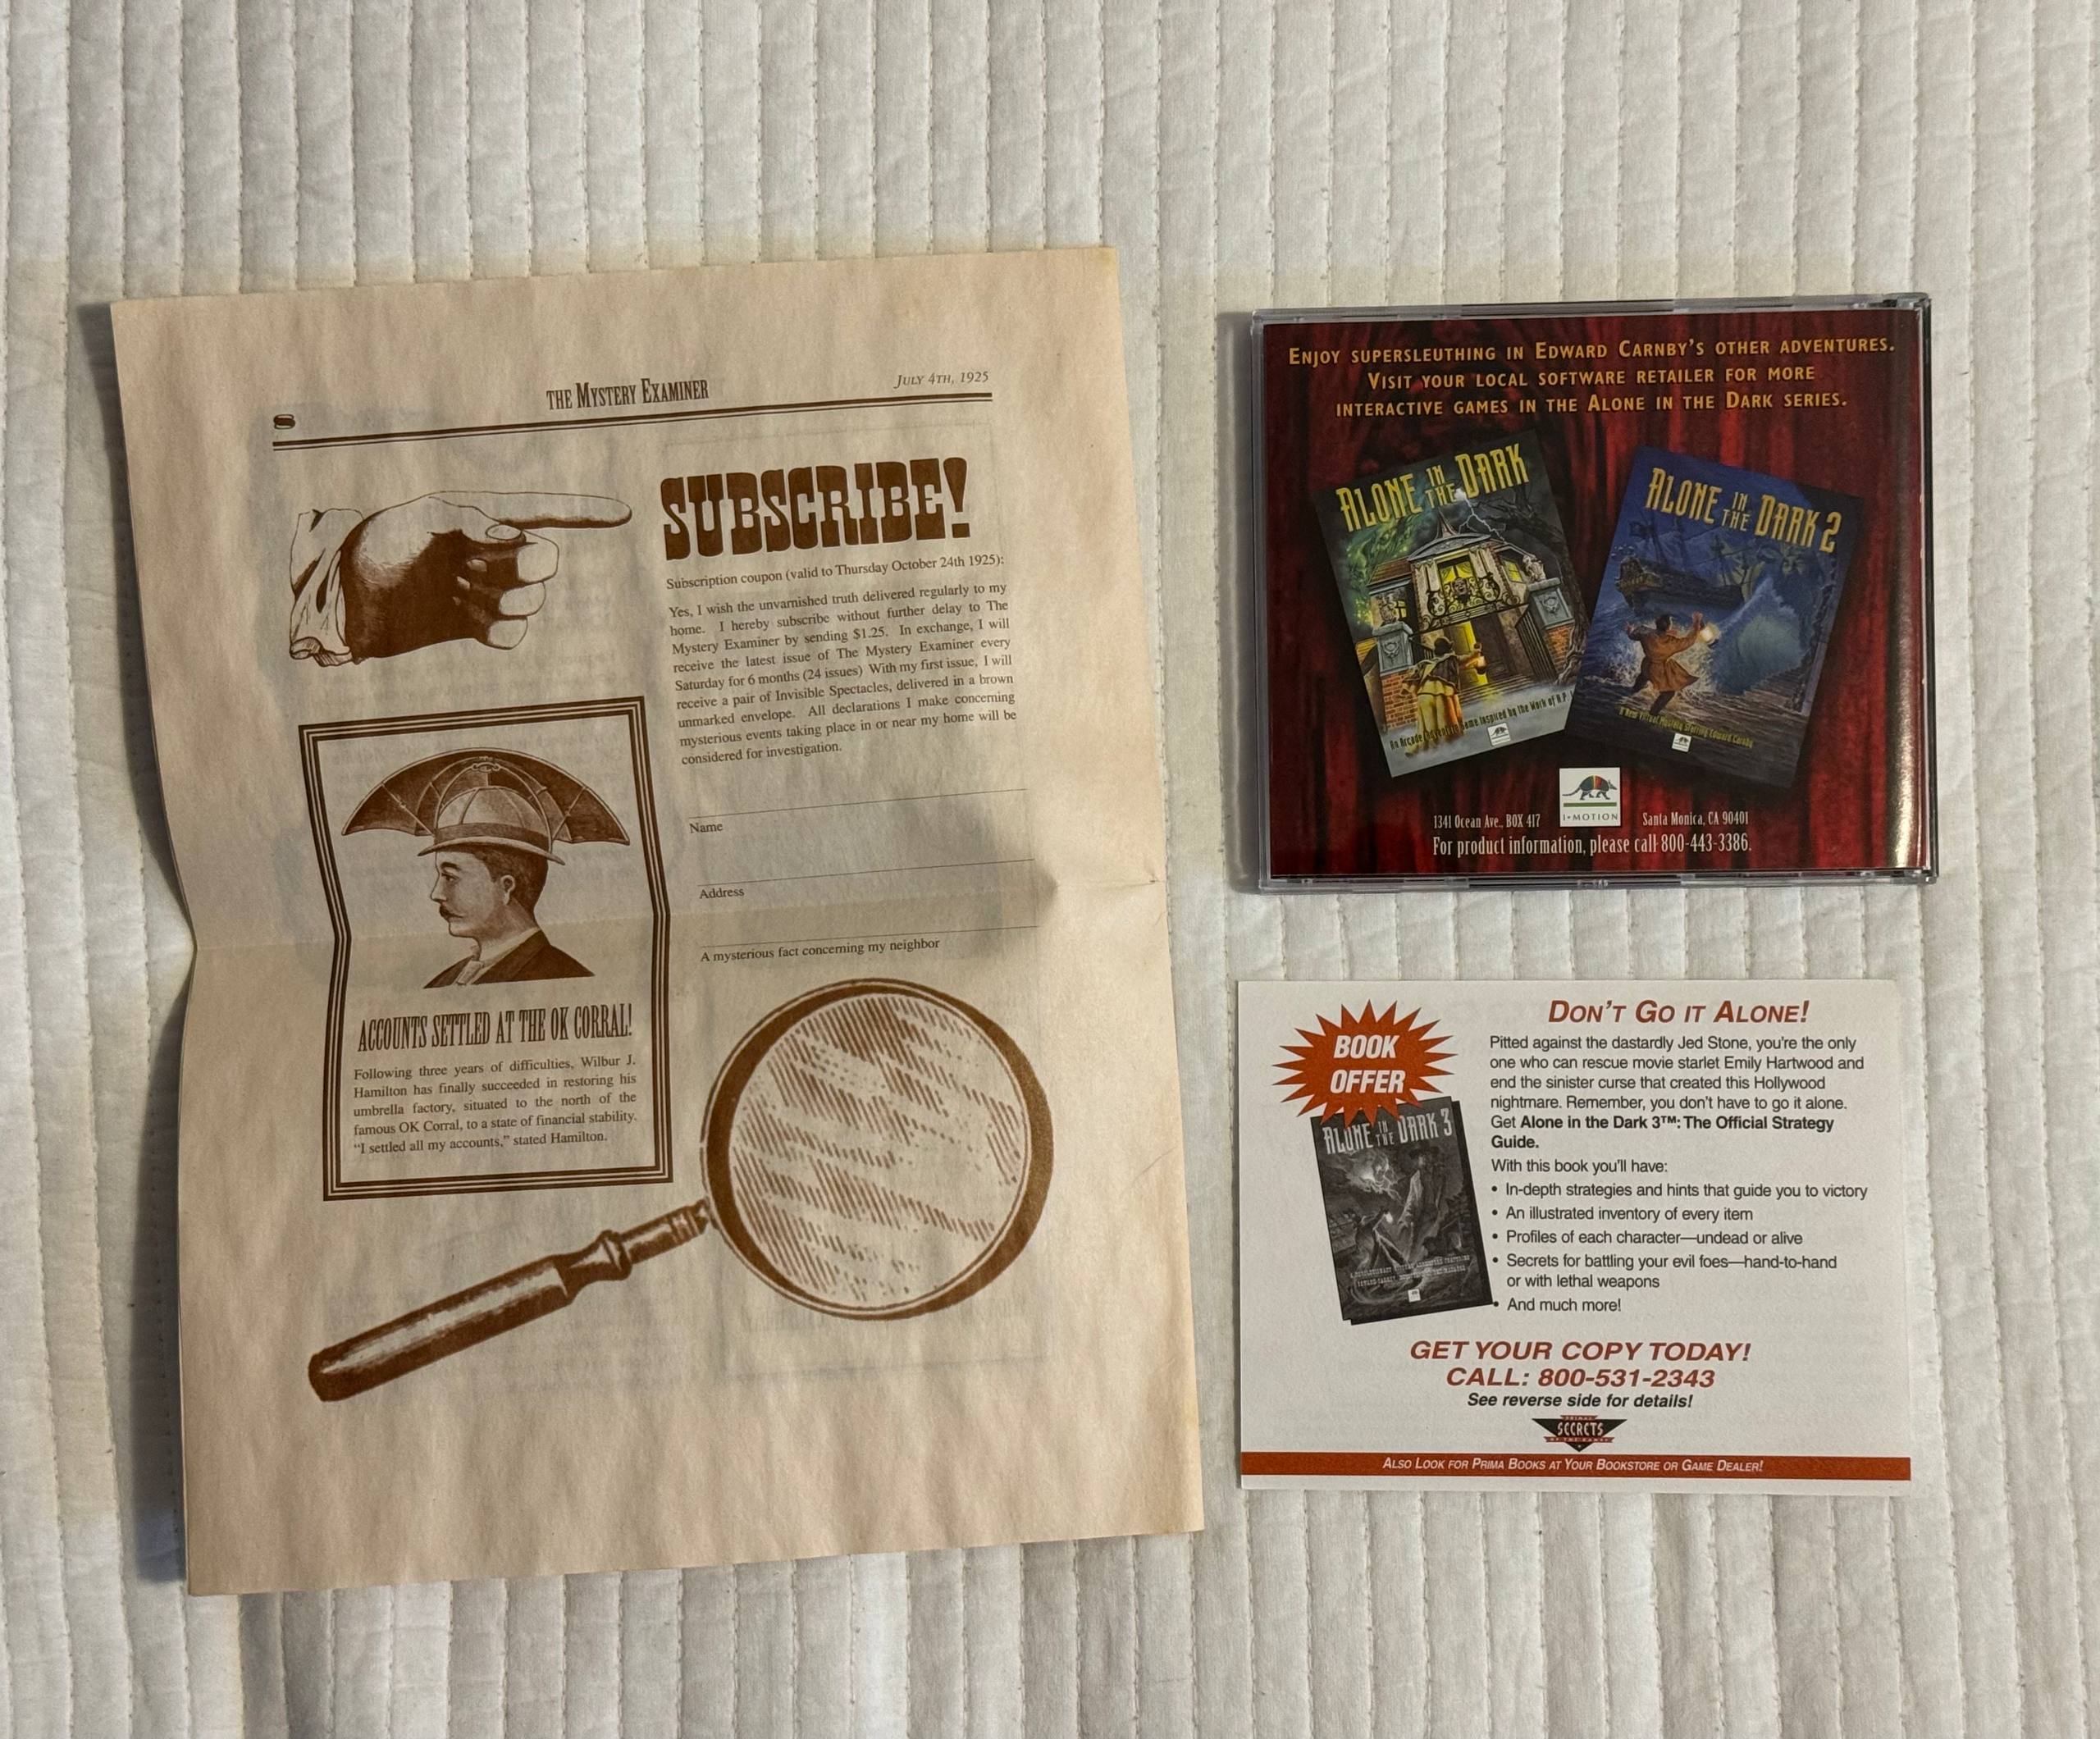 THE MYSTERY EXAMINER
JULY 4TH, 1925
SUBSCRIBE!
Subscription coupon (valid to Thursday October 24th 1925):
Yes, I wish the unvarnished truth delivered regularly to my
home. I hereby subscribe without further delay to The
Mystery Examiner by sending $1.25. In exchange, I will
receive the latest issue of The Mystery Examiner every
Saturday for 6 months (24 issues) With my first issue, I will
receive a pair of Invisible Spectacles, delivered in a brown
unmarked envelope. All declarations I make concerning
mysterious events taking place in or near my home will be
considered for investigation.
Name
Address
A mysterious fact concerning my neighbor
ACCOUNTS SETTLED AT THE OK CORRAL!
Following three years of difficulties, Wilbur J.
Hamilton has finally succeeded in restoring his
umbrella factory, situated to the north of the
famous OK Corral, to a state of financial stability.
“I settled all my accounts,” stated Hamilton.
ENJOY SUPERSLEUTHING IN EDWARD CARNBY'S OTHER ADVENTURES.
VISIT YOUR LOCAL SOFTWARE RETAILER FOR MORE
INTERACTIVE GAMES IN THE ALONE IN THE DARK SERIES.
ALONE IN THE DARK
An Arcade Adventure Game Inspired by the Work of H.P.
ALONE IN THE DARK 2
A New Virtual Mystery Starring Edward Carnby
I•MOTION
1341 Ocean Ave., BOX 417 Santa Monica, CA 90401
For product information, please call 800-443-3386.
BOOK
OFFER
ALONE IN THE DARK 3
DON'T GO IT ALONE!
Pitted against the dastardly Jed Stone, you're the only
one who can rescue movie starlet Emily Hartwood and
end the sinister curse that created this Hollywood
nightmare. Remember, you don't have to go it alone.
Get Alone in the Dark 3™: The Official Strategy
Guide.
With this book you'll have:
• In-depth strategies and hints that guide you to victory
• An illustrated inventory of every item
• Profiles of each character—undead or alive
• Secrets for battling your evil foes—hand-to-hand
or with lethal weapons
• And much more!
GET YOUR COPY TODAY!
CALL: 800-531-2343
See reverse side for details!
SECRETS
ALSO LOOK FOR PRIMA BOOKS AT YOUR BOOKSTORE OR GAME DEALER!